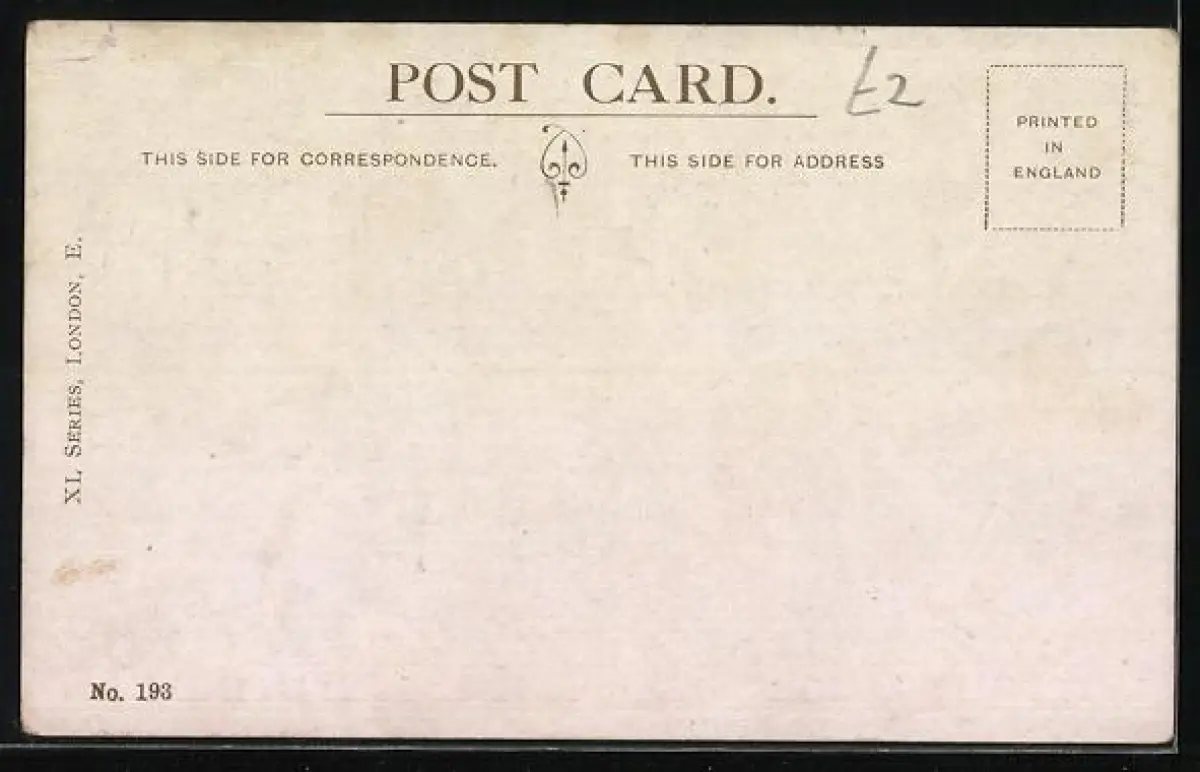 POST CARD.
£2
THIS SIDE FOR CORRESPONDENCE.
THIS SIDE FOR ADDRESS
PRINTED
IN
ENGLAND
XL SERIES, LONDON, E.
No. 193